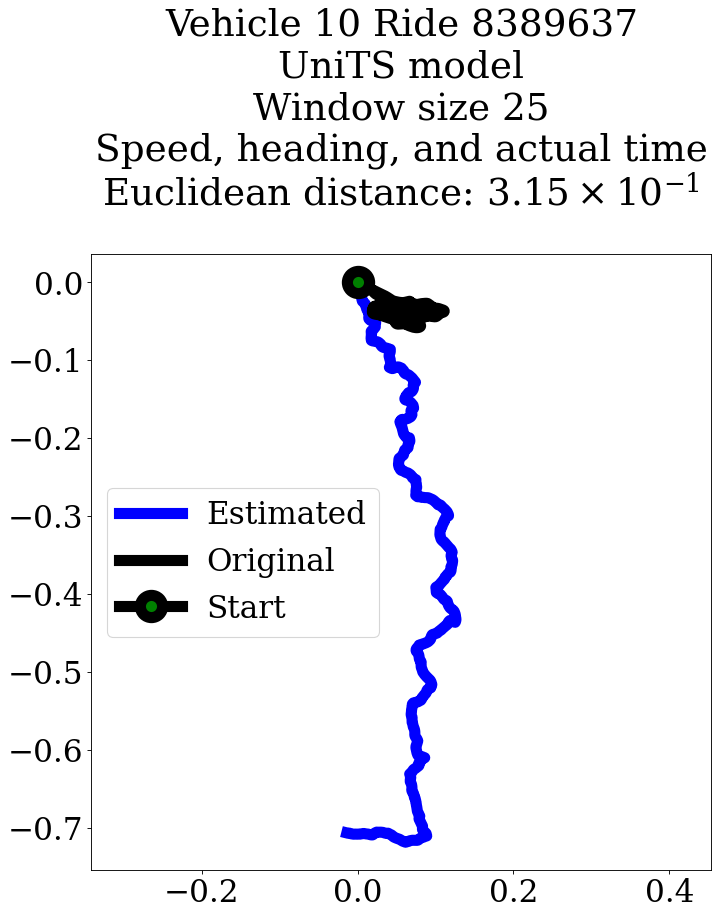 Vehicle 10 Ride 8389637
UniTS model
Window size 25
Speed, heading, and actual time
Euclidean distance: 3.15 × 10⁻¹
0.0
−0.1
−0.2
−0.3
−0.4
−0.5
−0.6
−0.7
Estimated
Original
Start
−0.2 0.0 0.2 0.4